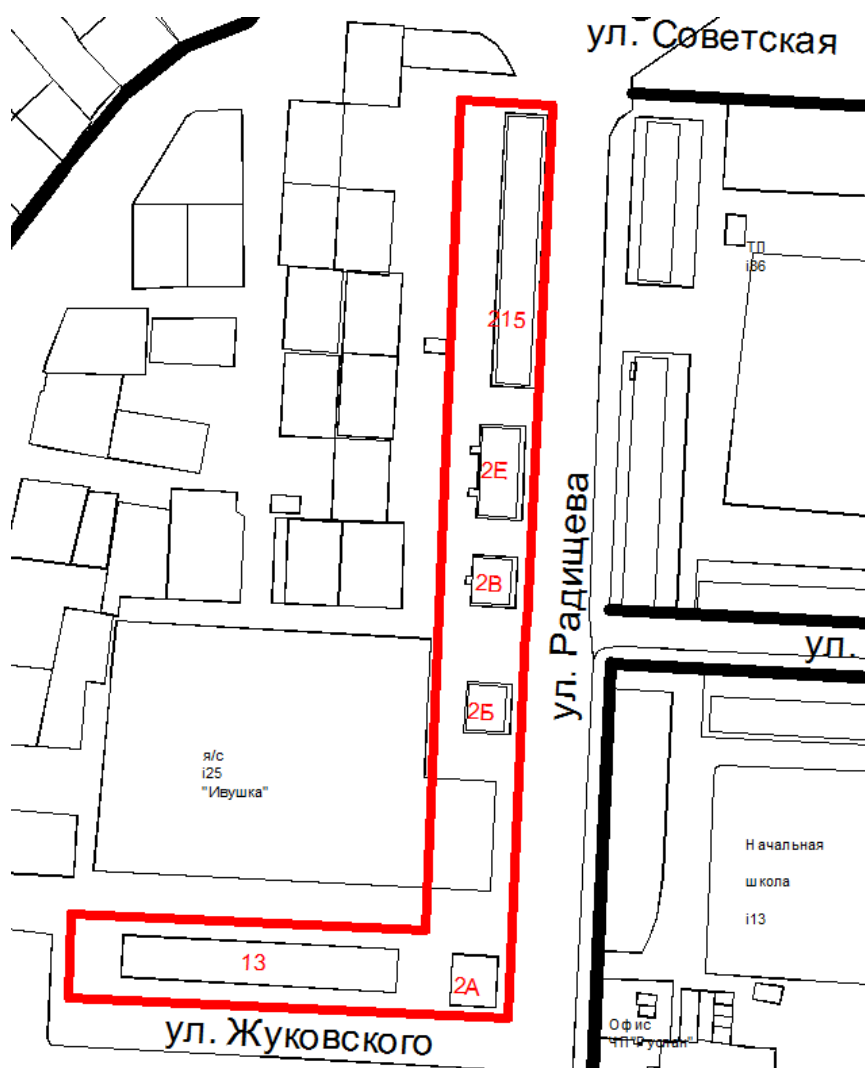 ул. Советская
ТП
i86
215
2Е
ул. Радищева
2В
ул.
2Б
я/с
i25
"Ивушка"
Начальная
школа
i13
13
2А
ул. Жуковского
Офис
ЧП "Руслан"